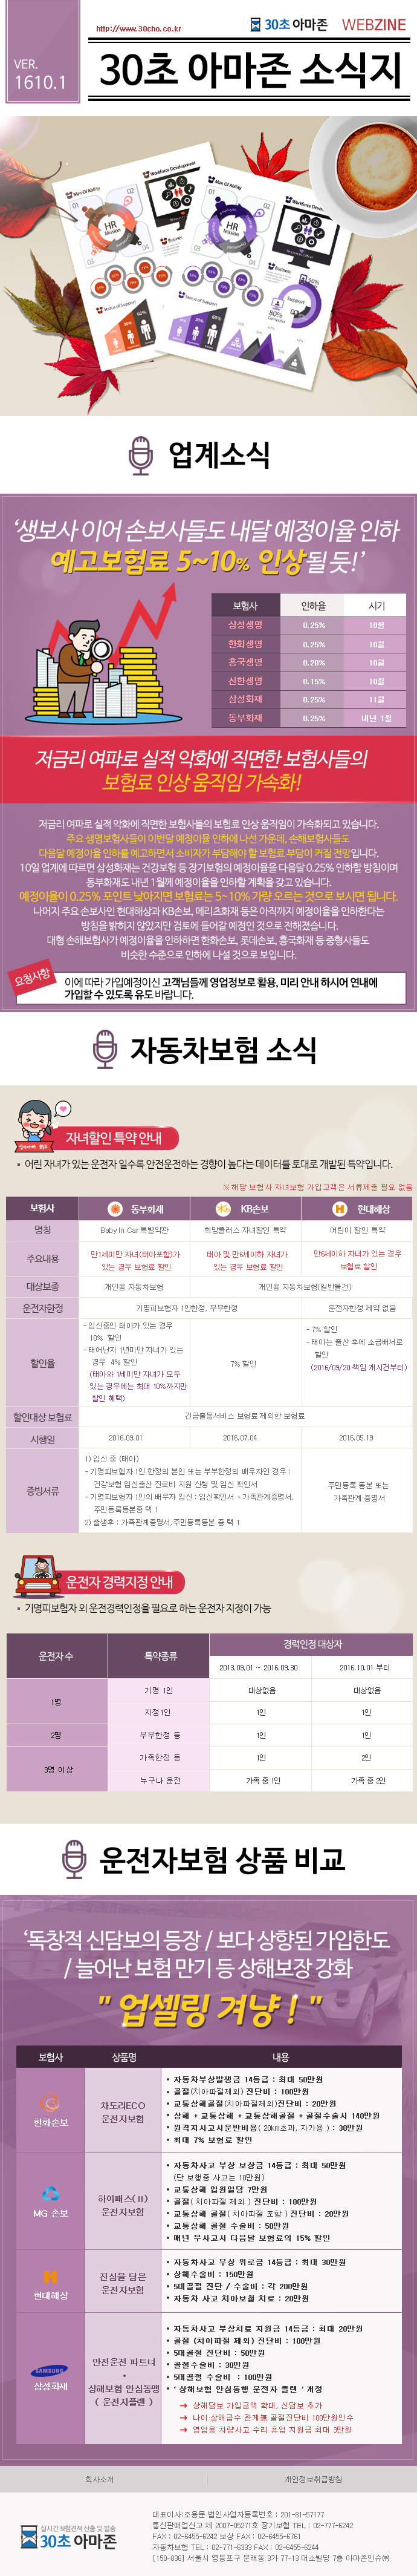 http://www.30cho.co.kr
30초 아마존 WEBZINE
VER.
1610.1
30초 아마존 소식지
업계소식
‘생보사 이어 손보사들도 내달 예정이율 인하
예고보험료 5~10% 인상될 듯!’
보험사 인하율 시기
삼성생명 0.25% 10월
한화생명 0.25% 10월
흥국생명 0.20% 10월
신한생명 0.15% 10월
삼성화재 0.25% 11월
동부화재 0.25% 내년 1월
저금리 여파로 실적 악화에 직면한 보험사들의
보험료 인상 움직임 가속화!
저금리 여파로 실적 악화에 직면한 보험사들의 보험료 인상 움직임이 가속화되고 있습니다.
주요 생명보험사들이 이번달 예정이율 인하에 나선 가운데, 손해보험사들도
다음달 예정이율 인하를 예고하면서 소비자가 부담해야 할 보험료 부담이 커질 전망입니다.
10일 업계에 따르면 삼성화재는 건강보험 등 장기보험의 예정이율을 다음달 0.25% 인하할 방침이며
동부화재도 내년 1월께 예정이율을 인하할 계획을 갖고 있습니다.
예정이율이 0.25% 포인트 낮아지면 보험료는 5~10% 가량 오르는 것으로 보시면 됩니다.
나머지 주요 손보사인 현대해상과 KB손보, 메리츠화재 등은 아직까지 예정이율을 인하한다는
방침을 밝히지 않았지만 검토에 들어갈 예정인 것으로 전해졌습니다.
대형 손해보험사가 예정이율을 인하하면 한화손보, 롯데손보, 흥국화재 등 중형사들도
비슷한 수준으로 인하에 나설 것으로 보입니다.
요청사항
이에 따라 가입예정이신 고객님들께 영업정보로 활용, 미리 안내 하시어 연내에
가입할 수 있도록 유도 바랍니다.
자동차보험 소식
자녀할인 특약 안내
• 어린 자녀가 있는 운전자 일수록 안전운전하는 경향이 높다는 데이터를 토대로 개발된 특약입니다.
※ 해당 보험사 자녀보험 가입고객은 서류제출 필요 없음
보험사 동부화재 KB손보 현대해상
명칭 Baby In Car 특별약관 희망플러스 자녀할인 특약 어린이 할인 특약
주요내용 만1세미만 자녀(태아포함)가 있는 경우 보험료 할인 태아 및 만6세이하 자녀가 있는 경우 보험료 할인 만6세이하 자녀가 있는 경우 보험료 할인
대상보종 개인용 자동차보험 개인용 자동차보험(일반물건)
운전자한정 기명피보험자 1인한정, 부부한정 운전자한정 제약 없음
할인율
- 임신중인 태아가 있는 경우
10% 할인
- 태어난지 1년미만 자녀가 있는
경우 4% 할인
(태아와 1세미만 자녀가 모두
있는 경우에는 최대 10%까지만
할인 혜택)
7% 할인
- 7% 할인
- 태아는 출산 후에 소급해서로
할인
(2016/09/20 책임 개시건부터)
할인대상 보험료 긴급출동서비스 보험료 제외한 보험료
시행일 2016.09.01 2016.07.04 2016.05.19
증빙서류
1) 임신 중 (태아)
- 기명피보험자 1인 한정의 본인 또는 부부한정의 배우자인 경우 :
건강보험 임신출산 진료비 지원 신청 및 임신 확인서
- 기명피보험자 1인의 배우자 임신 : 임신확인서 + 가족관계증명서,
주민등록등본중 택 1
2) 출생후 : 가족관계증명서,주민등록등본 중 택 1
주민등록 등본 또는
가족관계 증명서
운전자 경력지정 안내
• 기명피보험자 외 운전경력인정을 필요로 하는 운전자 지정이 가능
운전자 수 특약종류 경력인정 대상자
2013.09.01 ~ 2016.09.30 2016.10.01 부터
1명 기명 1인 대상없음 대상없음
지정1인 1인 1인
2명 부부한정 등 1인 1인
3명 이상 가족한정 등 1인 2인
누구나 운전 가족 중 1인 가족 중 2인
운전자보험 상품 비교
‘독창적 신담보의 등장 / 보다 상향된 가입한도
/ 늘어난 보험 만기 등 상해보장 강화
" 업셀링 겨냥 ! "
보험사 상품명 내용
한화손보
차도리ECO
운전자보험
• 자동차부상발생금 14등급 : 최대 50만원
• 골절(치아파절제외) 진단비 : 100만원
• 교통상해골절(치아파절제외)진단비 : 20만원
• 상해 + 교통상해 + 교통상해골절 + 골절수술시 140만원
• 원격지사고시운반비용( 20km초과, 자가용 ) : 30만원
• 최대 7% 보험료 할인
MG 손보
하이패스(Ⅱ)
운전자보험
• 자동차사고 부상 보상금 14등급 : 최대 50만원
(단 보행중 사고는 10만원)
• 교통상해 입원일당 7만원
• 골절( 치아파절 제외 ) 진단비 : 100만원
• 교통상해 골절( 치아파절 포함 ) 진단비 : 20만원
• 교통상해 골절 수술비 : 50만원
• 매년 무사고시 다음달 보험료의 15% 할인
현대해상
진심을 담은
운전자보험
• 자동차사고 부상 위로금 14등급 : 최대 30만원
• 상해수술비 : 150만원
• 5대골절 진단 / 수술비 : 각 200만원
• 자동차 사고 치아보철 치료 : 20만원
SAMSUNG
삼성화재
안전운전 파트너
•
상해보험 안심동행
( 운전자플랜 )
• 자동차사고 부상치료 지원금 14등급 : 최대 20만원
• 골절 (치아파절 제외) 진단비 : 100만원
• 5대골절 진단비 : 50만원
• 골절수술비 : 30만원
• 5대골절 수술비 : 100만원
• ‘ 상해보험 안심동행 운전자 플랜 ’ 개정
→ 상해담보 가입금액 확대, 신담보 추가
→ 나이·상해급수 관계無 골절진단비 100만원인수
→ 영업용 차량사고 수리 휴업 지원금 최대 3만원
회사소개 개인정보취급방침
실시간 보험견적 산출 및 발송
30초 아마존
대표이사:조용문 법인사업자등록번호 : 201-81-57177
통신판매업신고 제 2007-05271호 장기보험 TEL : 02-777-6242
FAX : 02-6455-6242 보상 FAX : 02-6455-6761
자동차보험 TEL : 02-771-6333 FAX : 02-6455-6244
[150-836] 서울시 영등포구 문래동 3가 77-13 대소빌딩 7층 아마존인슈㈜